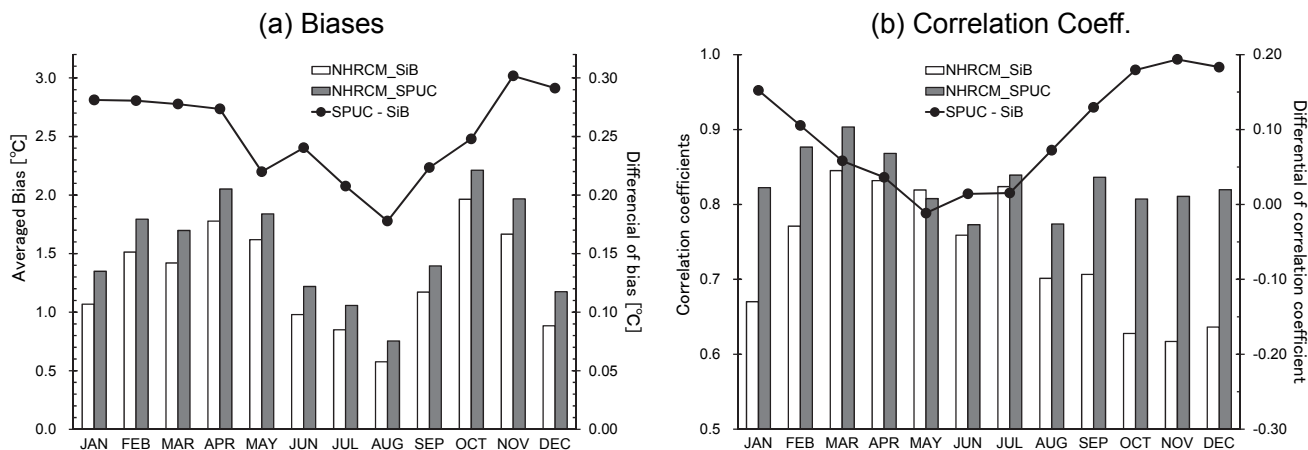 (a) Biases
Averaged Bias [℃]
3.0
2.5
2.0
1.5
1.0
0.5
0.0
NHRCM_SiB
NHRCM_SPUC
SPUC - SiB
0.30
0.25
0.20
0.15
0.10
0.05
0.00
Differencial of
bias [℃]
JAN FEB MAR APR MAY JUN JUL AUG SEP OCT NOV DEC
(b) Correlation Coeff.
Correlation coefficients
1.0
0.9
0.8
0.7
0.6
0.5
NHRCM_SiB
NHRCM_SPUC
SPUC - SiB
0.20
0.10
0.00
-0.10
-0.20
-0.30
Differential of correlation
coefficient
JAN FEB MAR APR MAY JUN JUL AUG SEP OCT NOV DEC